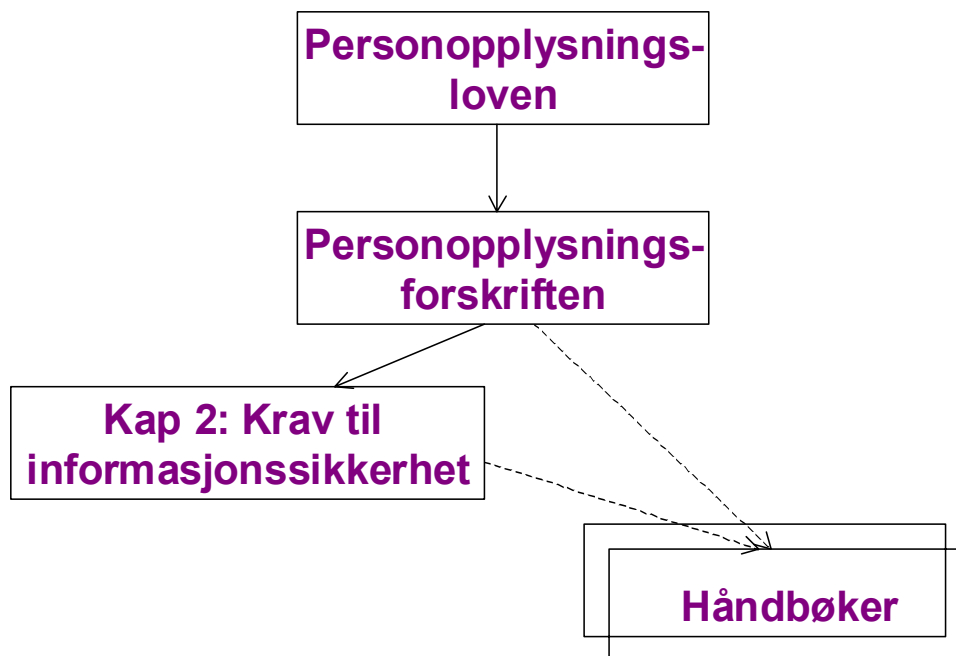 Personopplysnings-
loven
Personopplysnings-
forskriften
Kap 2: Krav til
informasjonssikkerhet
Håndbøker